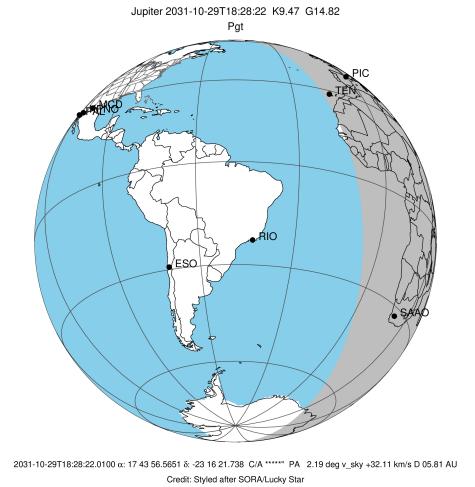 Jupiter 2031-10-29T18:28:22 K9.47 G14.82
Pgt
PIC
TEN
MCD
RIO
ESO
SAAO
2031-10-29T18:28:22.0100 α: 17 43 56.5651 δ: -23 16 21.738 C/A *****" PA 2.19 deg v_sky +32.11 km/s D 05.81 AU
Credit: Styled after SORA/Lucky Star